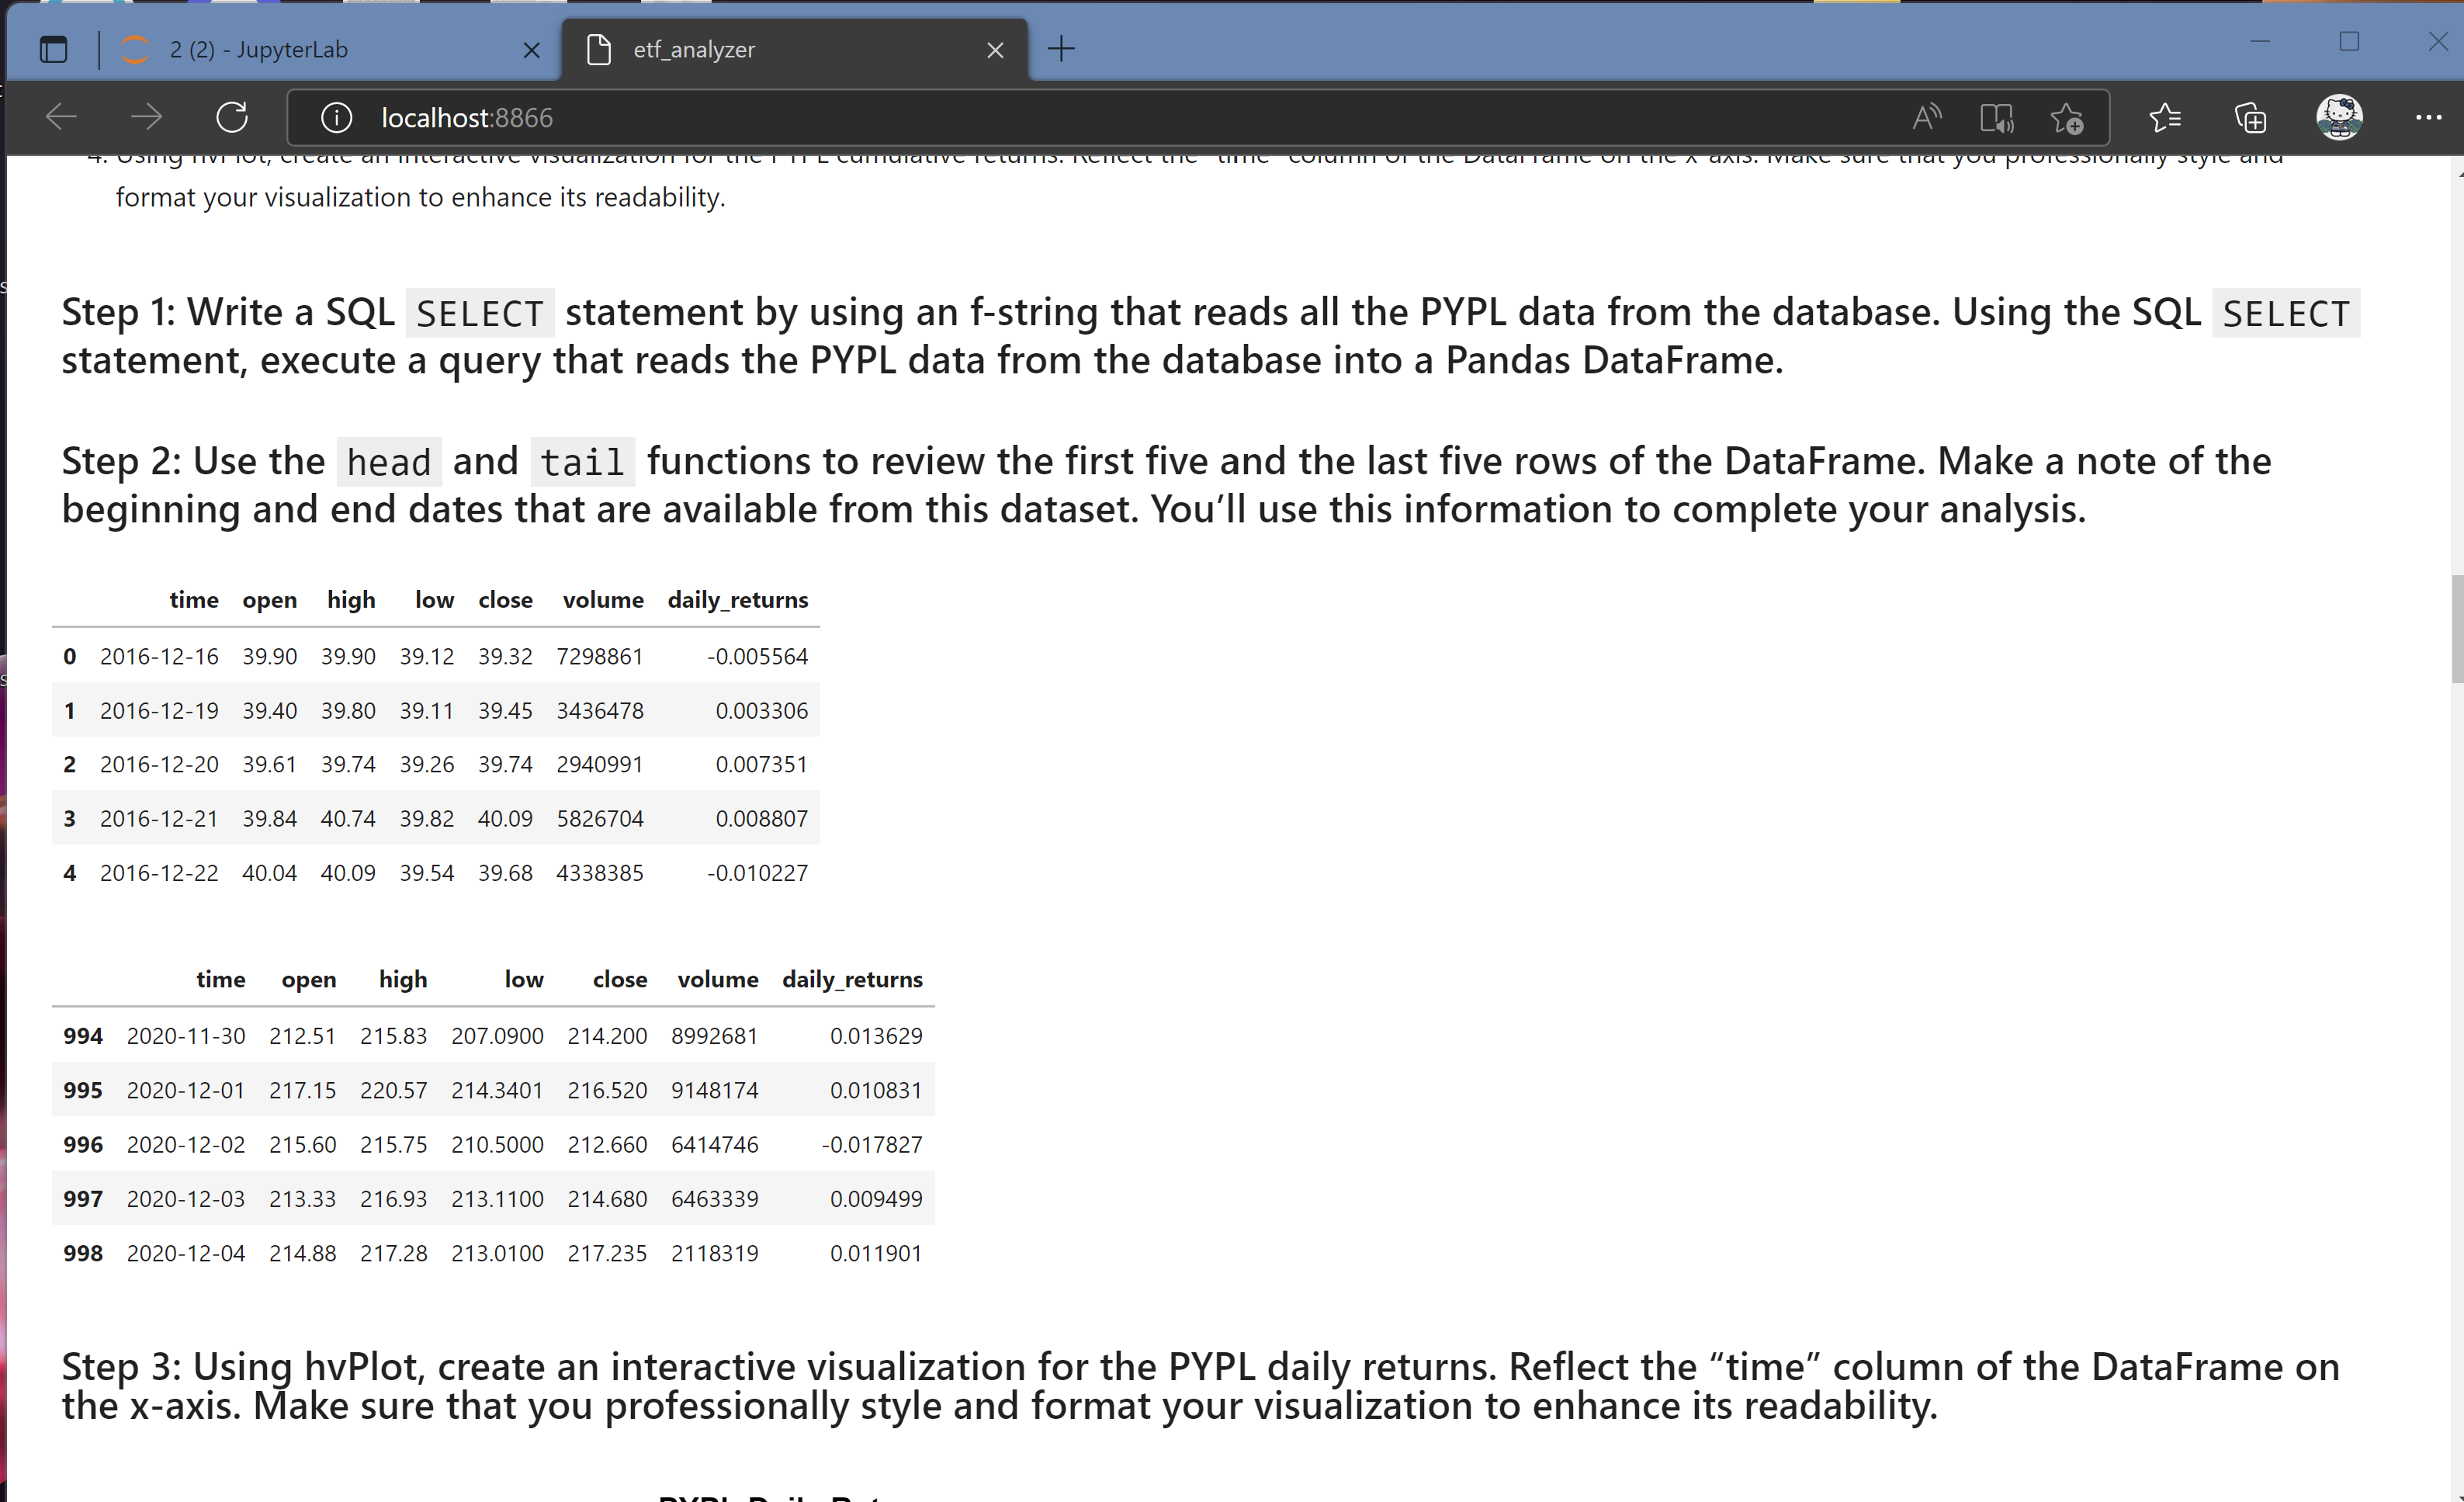 2 (2) - JupyterLab
etf_analyzer
localhost:8866
4. Using hvPlot, create an interactive visualization for the PYPL cumulative returns. Reflect the "time" column of the DataFrame on the x-axis. Make sure that you professionally style and
format your visualization to enhance its readability.
Step 1: Write a SQL SELECT statement by using an f-string that reads all the PYPL data from the database. Using the SQL SELECT
statement, execute a query that reads the PYPL data from the database into a Pandas DataFrame.
Step 2: Use the head and tail functions to review the first five and the last five rows of the DataFrame. Make a note of the
beginning and end dates that are available from this dataset. You’ll use this information to complete your analysis.
time open high low close volume daily_returns
0 2016-12-16 39.90 39.90 39.12 39.32 7298861 -0.005564
1 2016-12-19 39.40 39.80 39.11 39.45 3436478 0.003306
2 2016-12-20 39.61 39.74 39.26 39.74 2940991 0.007351
3 2016-12-21 39.84 40.74 39.82 40.09 5826704 0.008807
4 2016-12-22 40.04 40.09 39.54 39.68 4338385 -0.010227
time open high low close volume daily_returns
994 2020-11-30 212.51 215.83 207.0900 214.200 8992681 0.013629
995 2020-12-01 217.15 220.57 214.3401 216.520 9148174 0.010831
996 2020-12-02 215.60 215.75 210.5000 212.660 6414746 -0.017827
997 2020-12-03 213.33 216.93 213.1100 214.680 6463339 0.009499
998 2020-12-04 214.88 217.28 213.0100 217.235 2118319 0.011901
Step 3: Using hvPlot, create an interactive visualization for the PYPL daily returns. Reflect the “time” column of the DataFrame on
the x-axis. Make sure that you professionally style and format your visualization to enhance its readability.